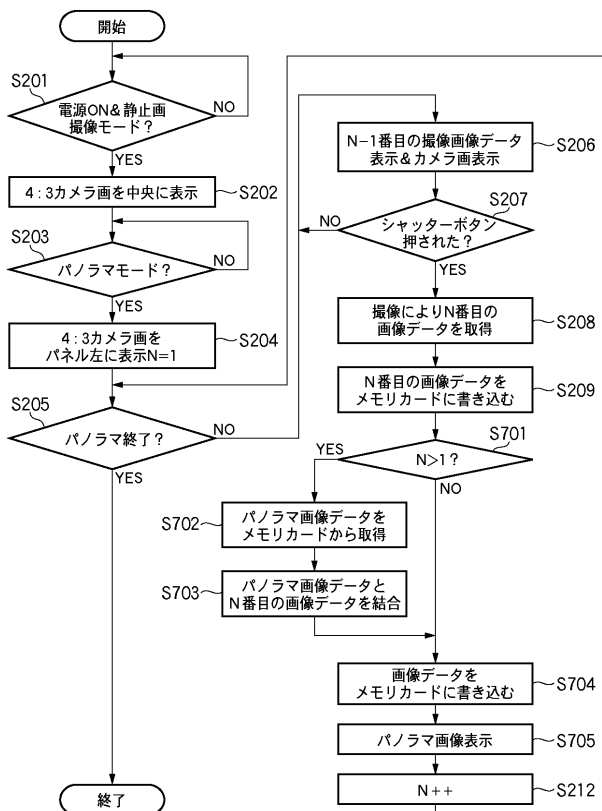 開始
S201
電源ON&静止画
撮像モード?
NO
YES
4:3カメラ画を中央に表示
S202
S203
パノラマモード?
NO
YES
4:3カメラ画を
パネル左に表示N=1
S204
S205
パノラマ終了?
NO
YES
終了
N-1番目の撮像画像データ
表示&カメラ画表示
S206
S207
シャッターボタン
押された?
NO
YES
撮像によりN番目の
画像データを取得
S208
N番目の画像データを
メモリカードに書き込む
S209
S701
N>1?
YES
NO
S702
パノラマ画像データを
メモリカードから取得
S703
パノラマ画像データと
N番目の画像データを結合
画像データを
メモリカードに書き込む
S704
パノラマ画像表示
S705
N++
S212